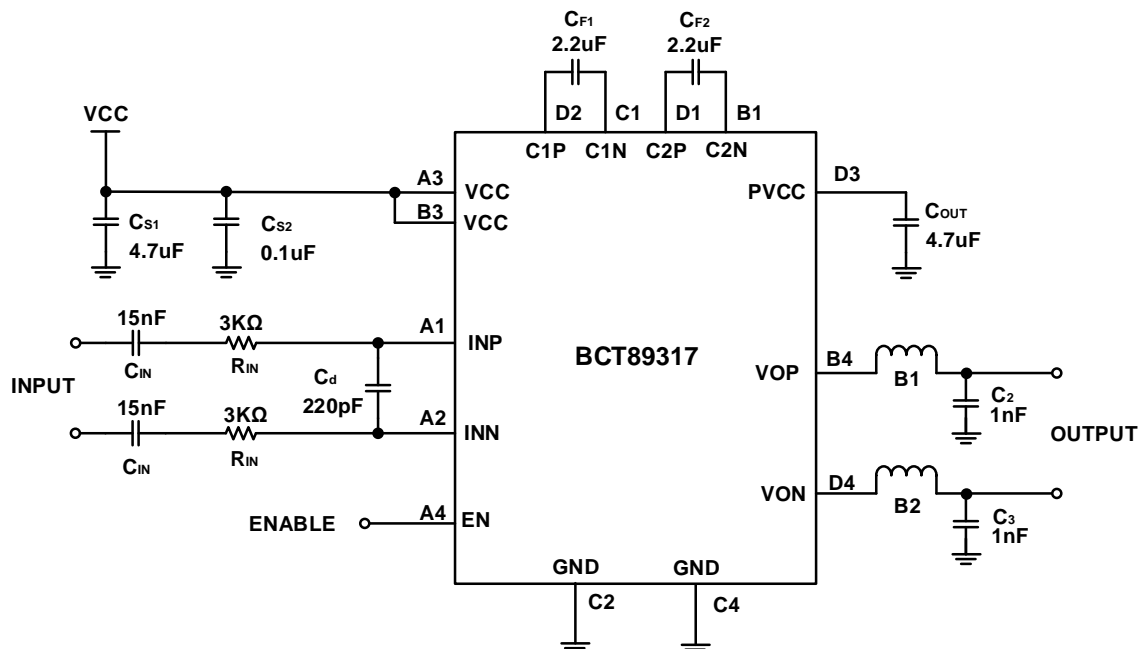 CF1
2.2uF
CF2
2.2uF
D2
C1
D1
B1
C1P
C1N
C2P
C2N
VCC
A3
VCC
B3
VCC
PVCC
D3
CS1
4.7uF
CS2
0.1uF
COUT
4.7uF
15nF
3KΩ
A1
INP
CIN
RIN
BCT89317
VOP
B4
B1
INPUT
Cd
220pF
C2
1nF
15nF
3KΩ
A2
INN
CIN
RIN
OUTPUT
VON
D4
B2
C3
1nF
ENABLE
A4
EN
GND
GND
C2
C4